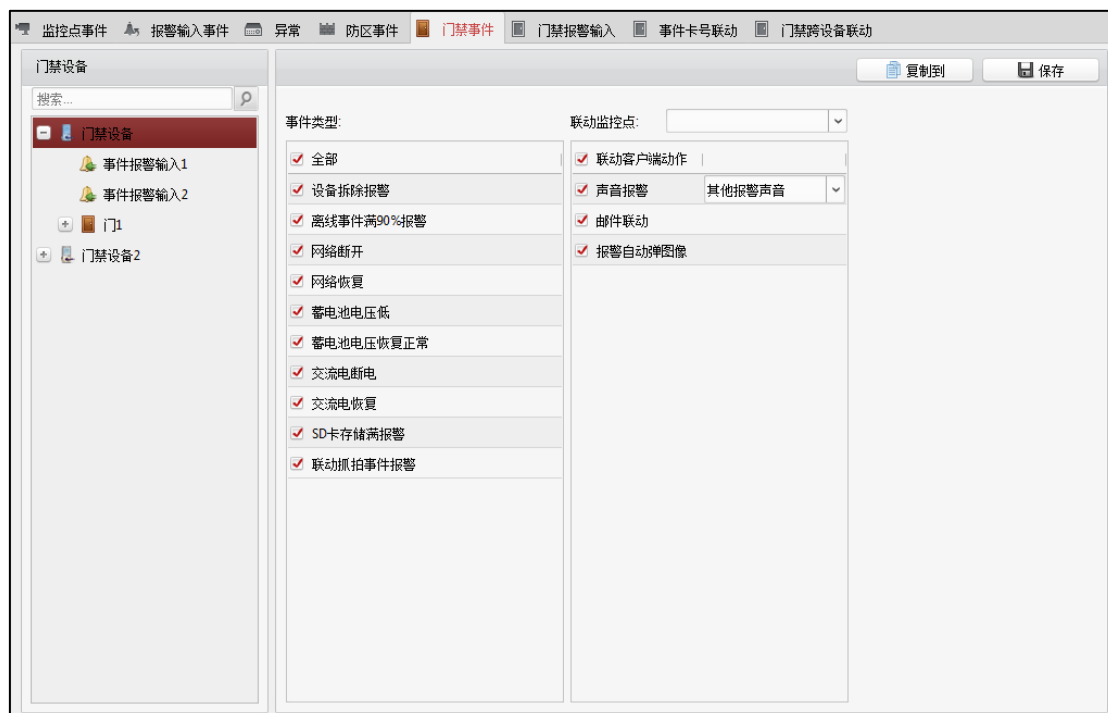 监控点事件 报警输入事件 异常 防区事件 门禁事件 门禁报警输入 事件卡号联动 门禁跨设备联动
门禁设备
复制到 保存
搜索...
门禁设备
事件报警输入1
事件报警输入2
门1
门禁设备2
事件类型: 联动监控点:
全部 联动客户端动作
设备拆除报警 声音报警 其他报警声音
离线事件满90%报警 邮件联动
网络断开 报警自动弹图像
网络恢复
蓄电池电压低
蓄电池电压恢复正常
交流电断电
交流电恢复
SD卡存储满报警
联动抓拍事件报警